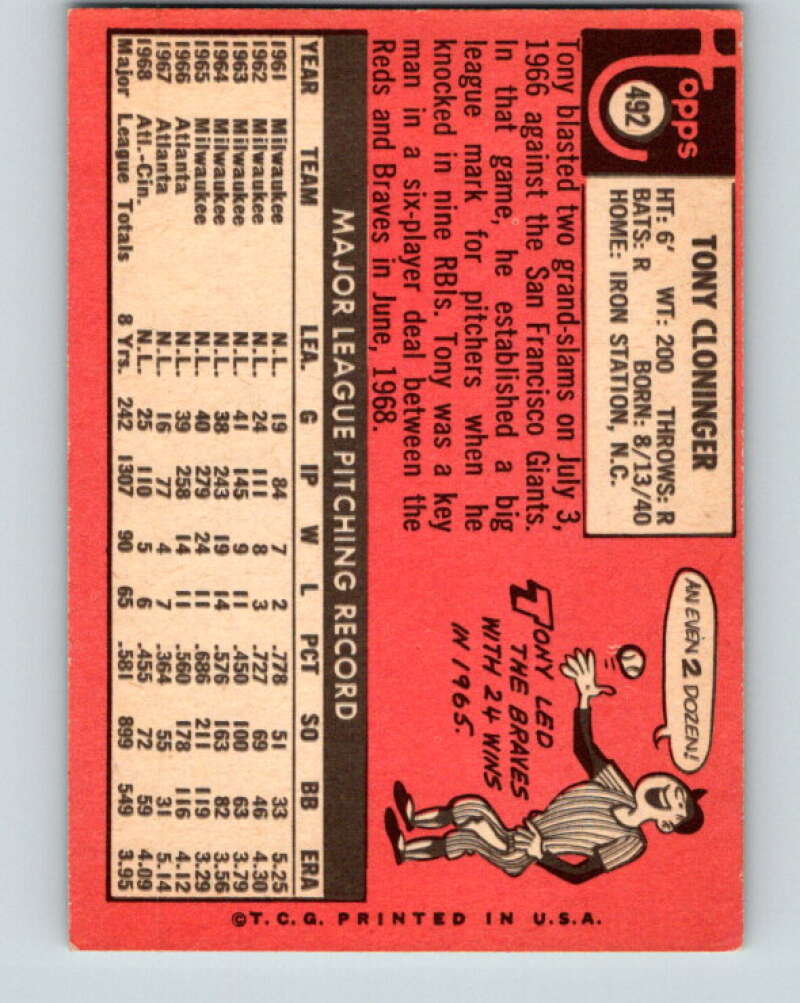 Topps
492
TONY CLONINGER
HT: 6' WT: 200 THROWS: R
BATS: R BORN: 8/13/40
HOME: IRON STATION, N.C.
Tony blasted two grand-slams on July 3,
1966 against the San Francisco Giants.
In that game, he established a big
league mark for pitchers when he
knocked in nine RBIs. Tony was a key
man in a six-player deal between the
Reds and Braves in June, 1968.
AN EVEN 2 DOZEN!
TONY LED
THE BRAVES
WITH 24 WINS
IN 1965.
MAJOR LEAGUE PITCHING RECORD
YEAR TEAM LEA. G IP W L PCT SO BB ERA
1961 Milwaukee N.L. 19 84 7 2 .778 51 33 5.25
1962 Milwaukee N.L. 24 111 8 3 .727 69 46 4.30
1963 Milwaukee N.L. 41 145 9 11 .450 100 63 3.79
1964 Milwaukee N.L. 38 243 19 14 .576 163 82 3.56
1965 Milwaukee N.L. 40 279 24 11 .686 211 119 3.29
1966 Atlanta N.L. 39 258 14 11 .560 178 116 4.12
1967 Atlanta N.L. 16 77 4 7 .364 55 31 5.14
1968 Atl.-Cin. N.L. 25 110 5 6 .455 72 59 4.09
Major League Totals 8 Yrs. 242 1307 90 65 .581 899 549 3.95
©T.C.G. PRINTED IN U.S.A.